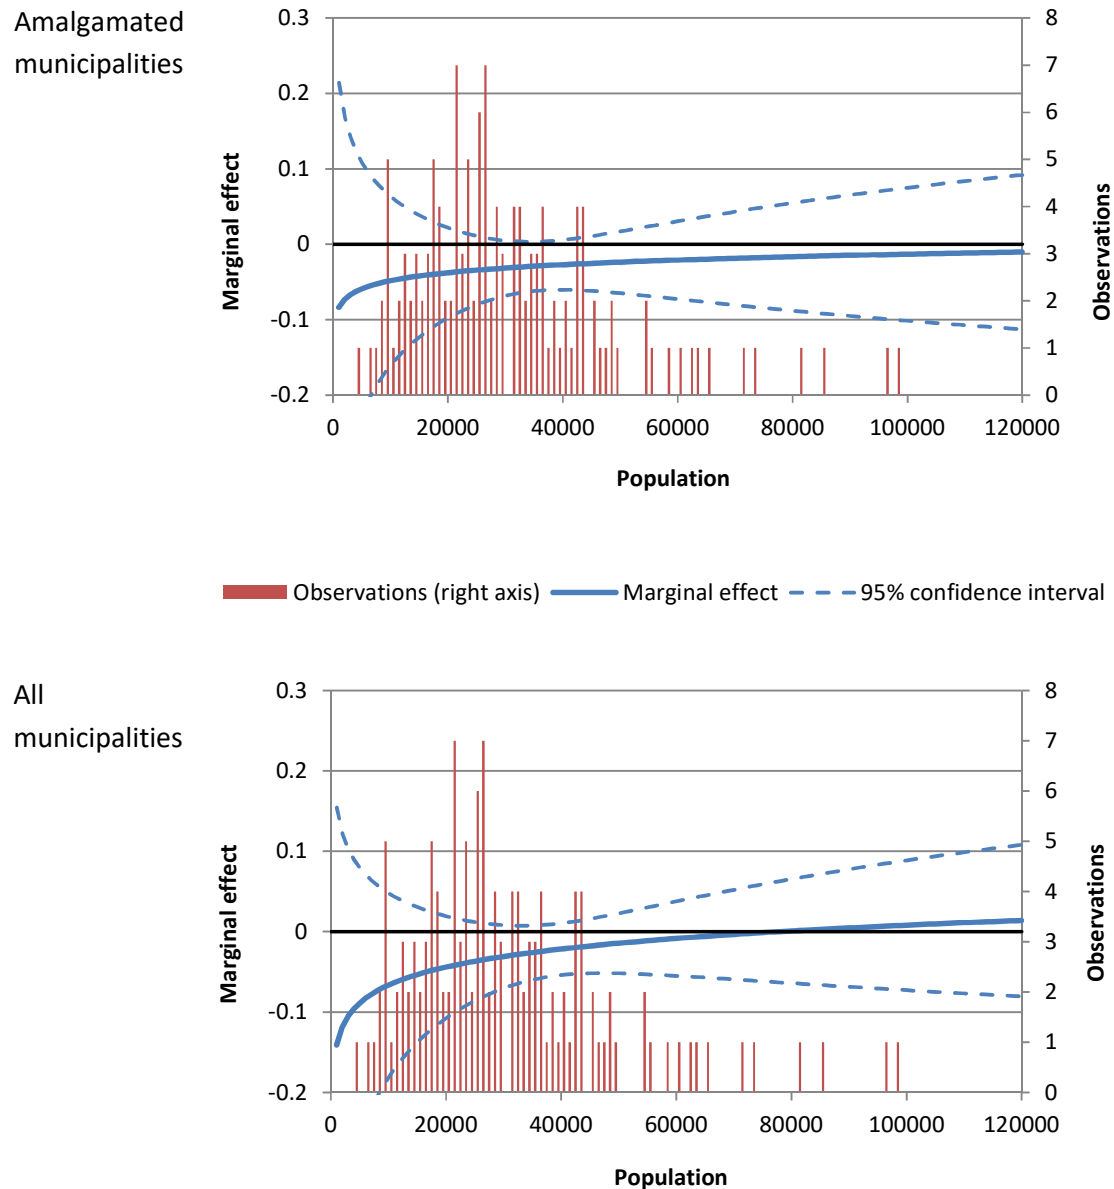 Amalgamated
municipalities
0.3
0.2
0.1
0
-0.1
-0.2
Marginal effect
8
7
6
5
4
3
2
1
0
Observations
0 20000 40000 60000 80000 100000 120000
Population
Observations (right axis) Marginal effect 95% confidence interval
All
municipalities
0.3
0.2
0.1
0
-0.1
-0.2
Marginal effect
8
7
6
5
4
3
2
1
0
Observations
0 20000 40000 60000 80000 100000 120000
Population